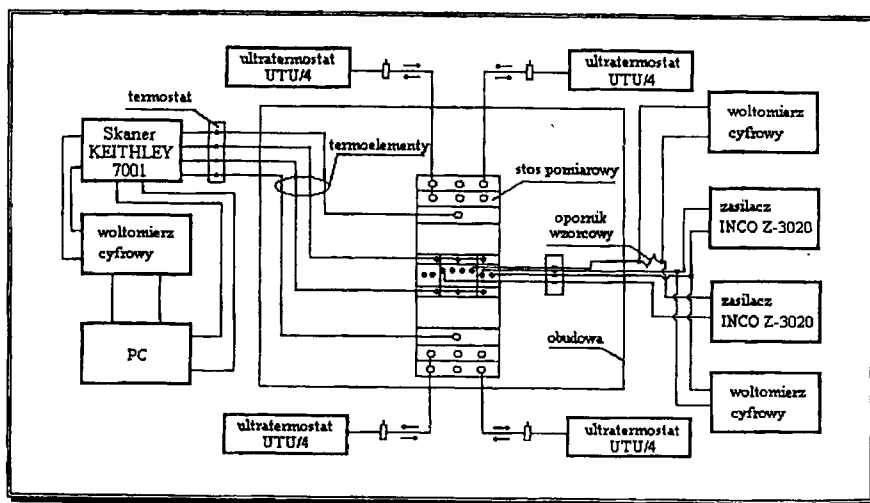 ultratermostat
UTU/4
ultratermostat
UTU/4
termostat
Skaner
KEITHLEY
7001
termoelementy
woltomierz
cyfrowy
stos pomiarowy
opornik
wzorcowy
zasilacz
INCO Z-3020
woltomierz
cyfrowy
zasilacz
INCO Z-3020
PC
obudowa
woltomierz
cyfrowy
ultratermostat
UTU/4
ultratermostat
UTU/4